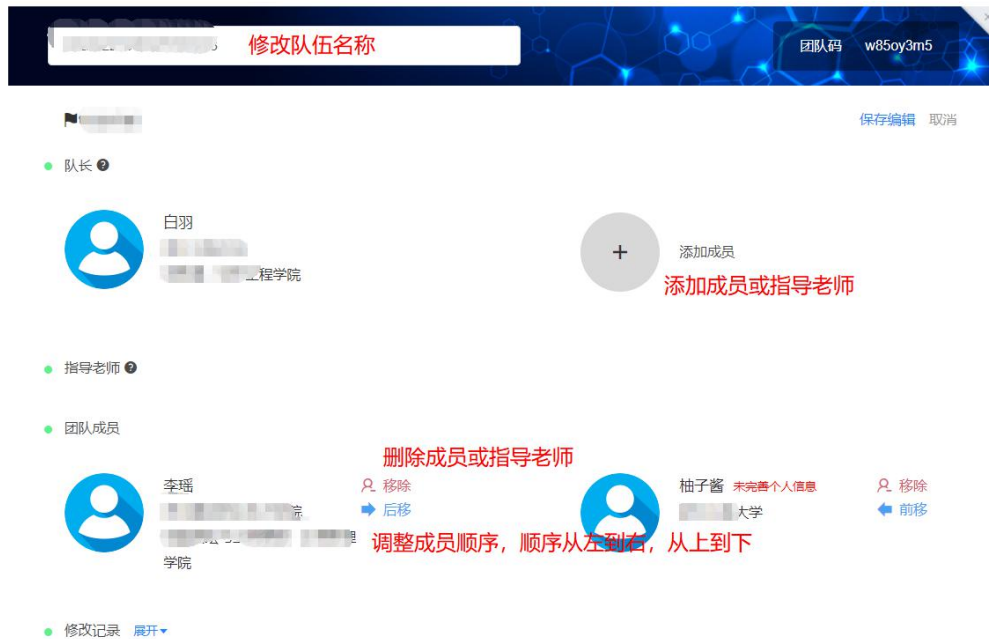 修改队伍名称
团队码 w85oy3m5
保存编辑 取消
队长
白羽
程学院
添加成员
添加成员或指导老师
指导老师
团队成员
删除成员或指导老师
李瑶
移除
后移
学院
柚子酱 未完善个人信息
大学
移除
前移
调整成员顺序，顺序从左到右，从上到下
修改记录 展开